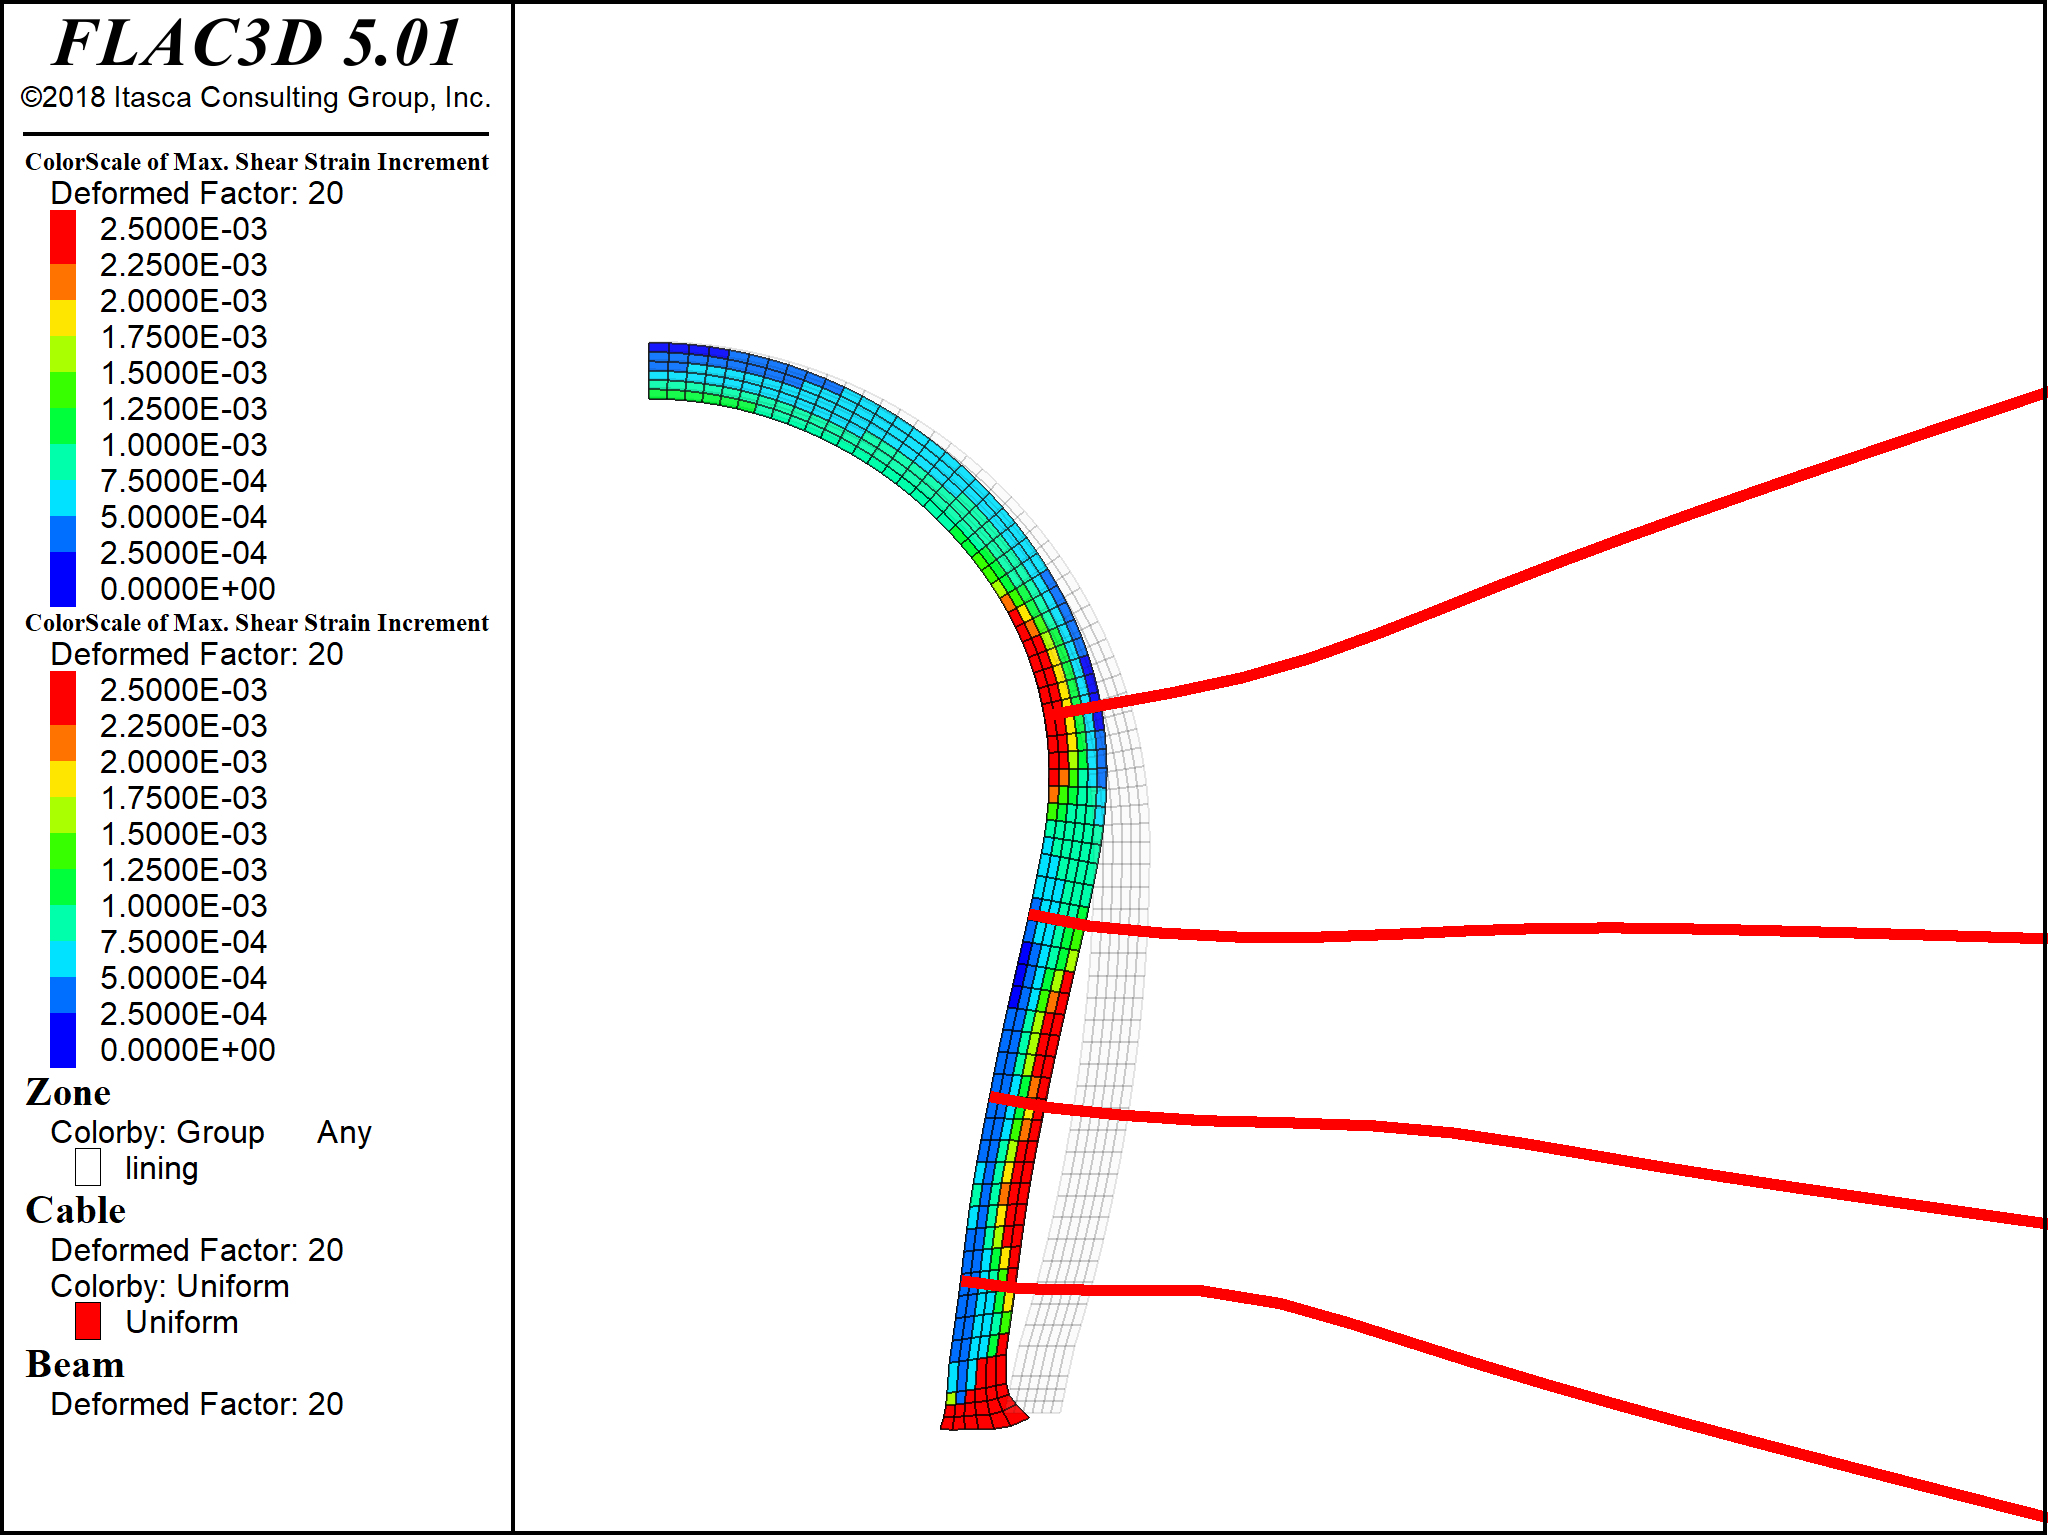 FLAC3D 5.01
©2018 Itasca Consulting Group, Inc.
ColorScale of Max. Shear Strain Increment
Deformed Factor: 20
2.5000E-03
2.2500E-03
2.0000E-03
1.7500E-03
1.5000E-03
1.2500E-03
1.0000E-03
7.5000E-04
5.0000E-04
2.5000E-04
0.0000E+00
ColorScale of Max. Shear Strain Increment
Deformed Factor: 20
2.5000E-03
2.2500E-03
2.0000E-03
1.7500E-03
1.5000E-03
1.2500E-03
1.0000E-03
7.5000E-04
5.0000E-04
2.5000E-04
0.0000E+00
Zone
Colorby: Group Any
lining
Cable
Deformed Factor: 20
Colorby: Uniform
Uniform
Beam
Deformed Factor: 20